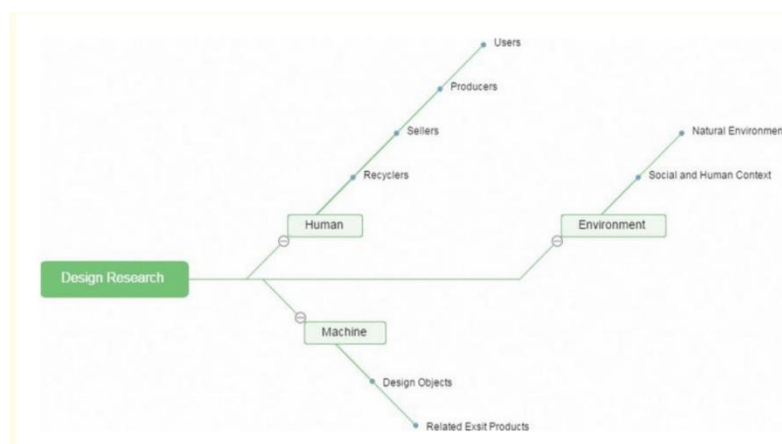 Users
Producers
Sellers
Recyclers
Human
Natural Environmen
Social and Human Context
Environment
Design Research
Machine
Design Objects
Related Exsit Products